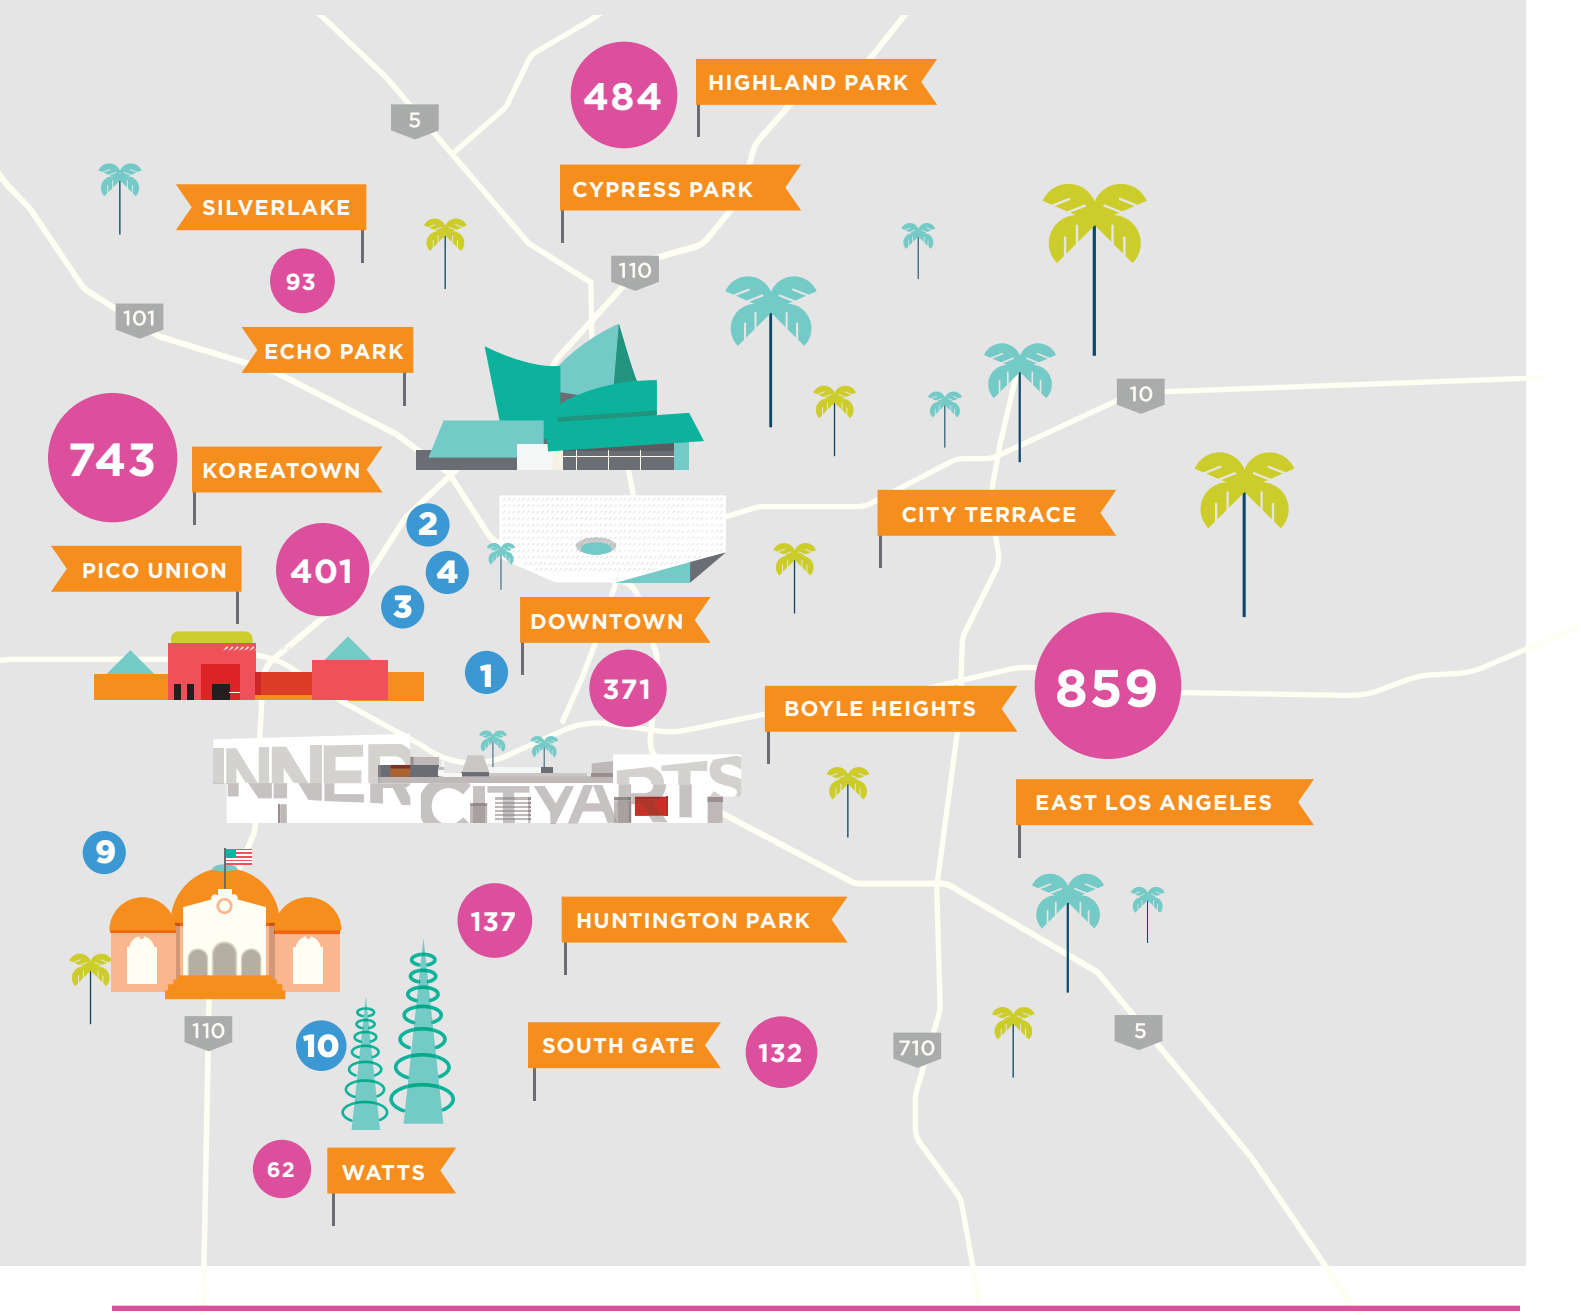 484
HIGHLAND PARK
5
CYPRESS PARK
SILVERLAKE
110
93
101
ECHO PARK
10
743
KOREATOWN
2
CITY TERRACE
PICO UNION
401
4
3
DOWNTOWN
1
371
BOYLE HEIGHTS
859
INNER
CITY ARTS
EAST LOS ANGELES
9
137
HUNTINGTON PARK
110
10
SOUTH GATE
132
710
5
62
WATTS